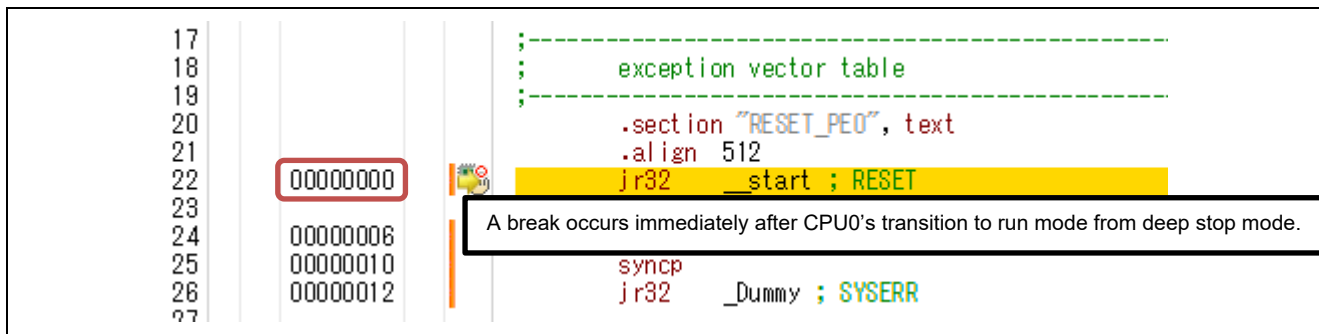 17 ;------------------------------------------------
18 ; exception vector table
19 ;------------------------------------------------
20 .section "RESET_PE0", text
21 .align 512
22 00000000 jr32 __start ; RESET
A break occurs immediately after CPU0’s transition to run mode from deep stop mode.
23
24 00000006
25 00000010 syncp
26 00000012 jr32 _Dummy ; SYSERR
27